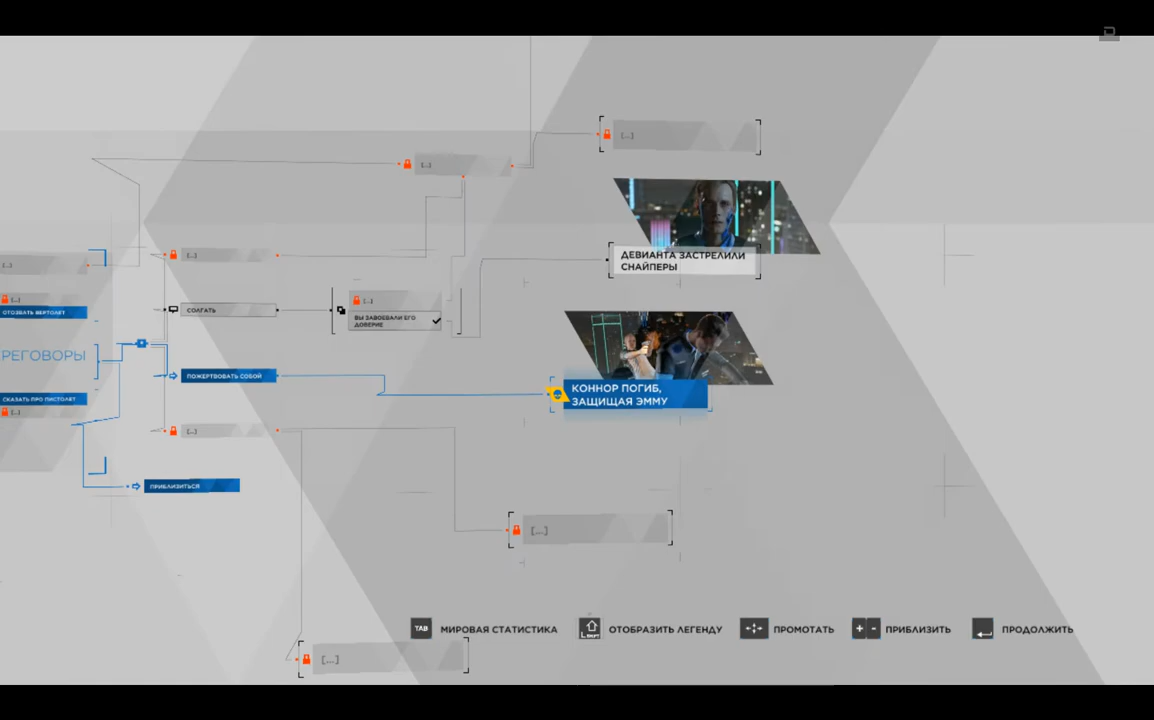 [...]
[...]
ДЕВИАНТА ЗАСТРЕЛИЛИ
СНАЙПЕРЫ
[...]
[...]
[...]
[...]
ОТОЗВАТЬ ВЕРТОЛЕТ
СОЛГАТЬ
ВЫ ЗАВОЕВАЛИ ЕГО
ДОВЕРИЕ
РЕГОВОРЫ
ПОЖЕРТВОВАТЬ СОБОЙ
КОННОР ПОГИБ,
ЗАЩИЩАЯ ЭММУ
СКАЗАТЬ ПРО ПИСТОЛЕТ
[...]
[...]
ПРИБЛИЗИТЬСЯ
[...]
TAB МИРОВАЯ СТАТИСТИКА
SHIFT ОТОБРАЗИТЬ ЛЕГЕНДУ
ПРОМОТАТЬ
+ - ПРИБЛИЗИТЬ
ПРОДОЛЖИТЬ
[...]